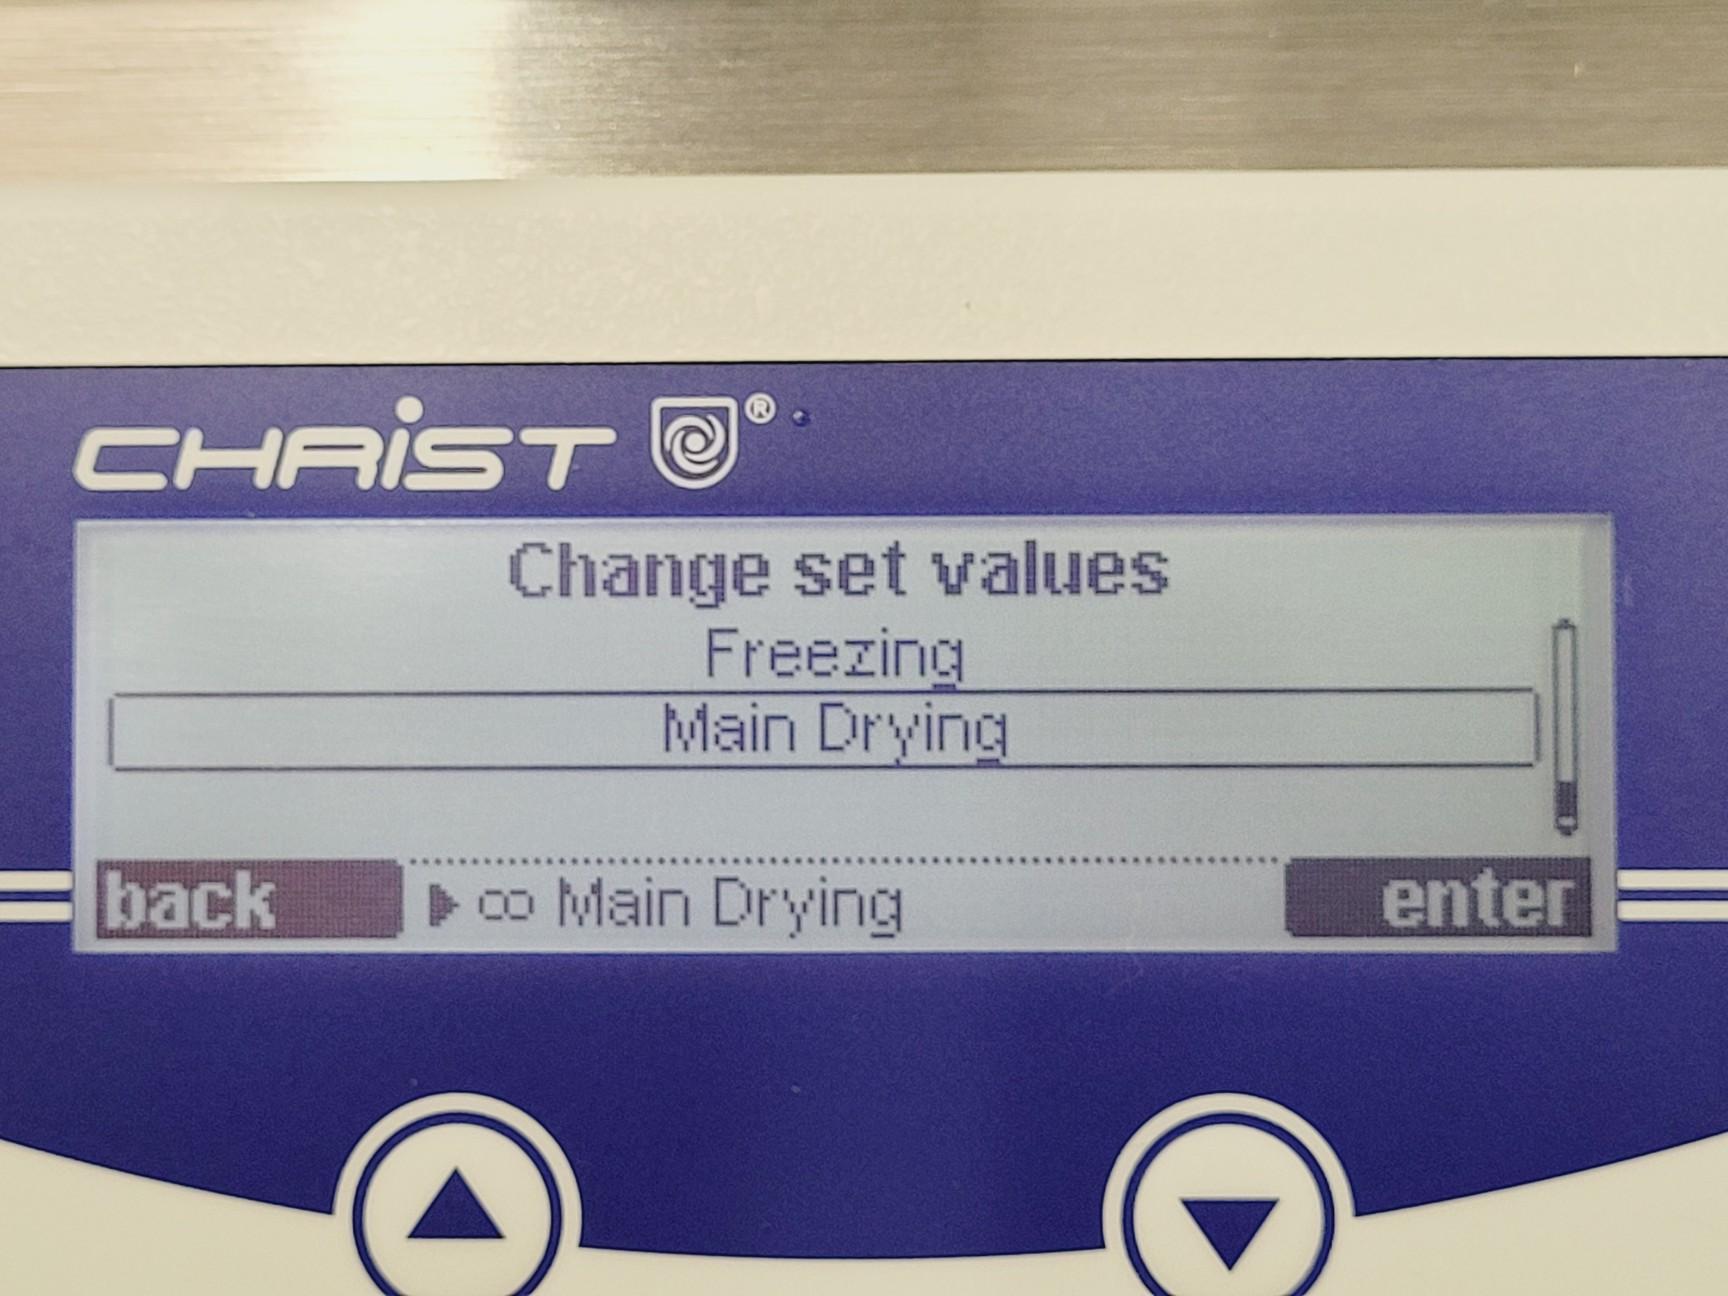 CHRiST ®
Change set values
Freezing
Main Drying
back ▶ ∞ Main Drying enter